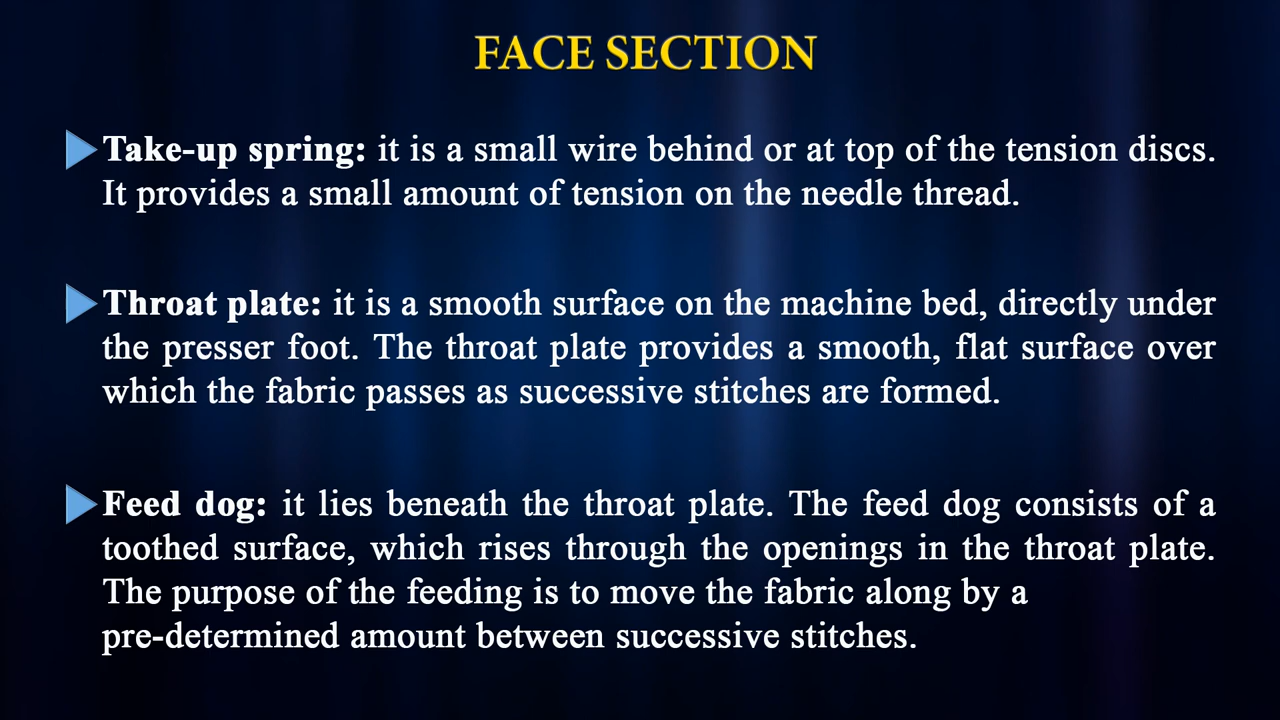 FACE SECTION
Take-up spring: it is a small wire behind or at top of the tension discs.
It provides a small amount of tension on the needle thread.
Throat plate: it is a smooth surface on the machine bed, directly under
the presser foot. The throat plate provides a smooth, flat surface over
which the fabric passes as successive stitches are formed.
Feed dog: it lies beneath the throat plate. The feed dog consists of a
toothed surface, which rises through the openings in the throat plate.
The purpose of the feeding is to move the fabric along by a
pre-determined amount between successive stitches.